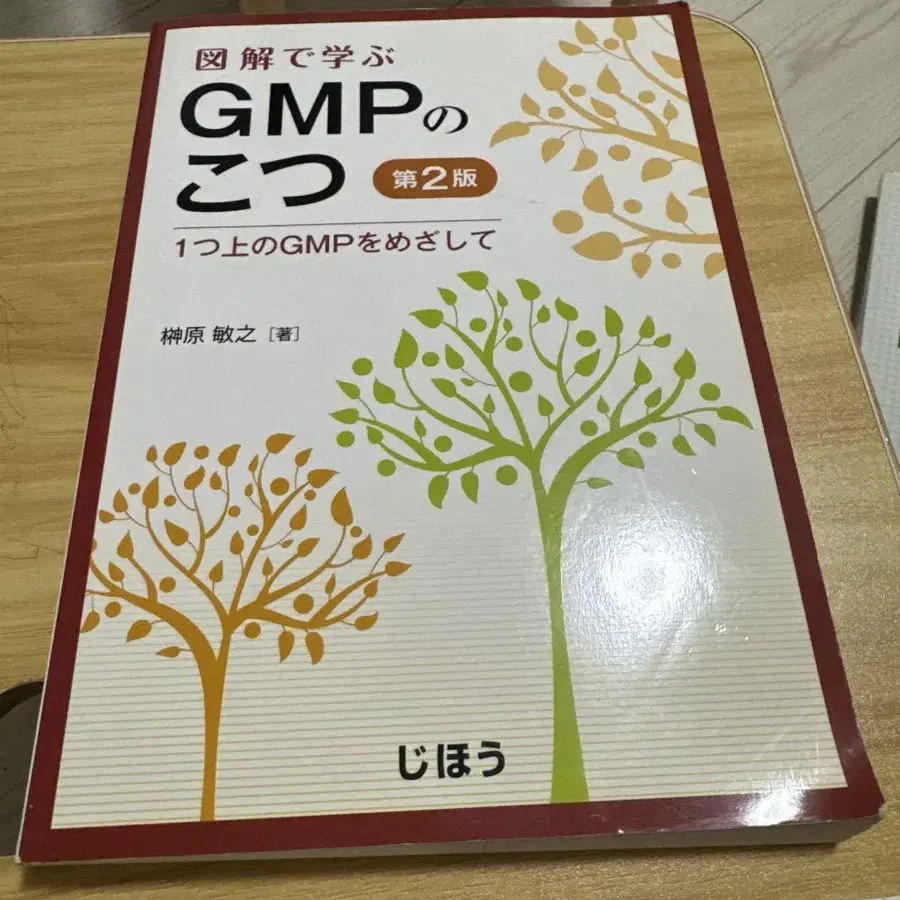 図解で学ぶ
GMPの
こつ
第2版
1つ上のGMPをめざして
榊原 敏之 [著]
じほう